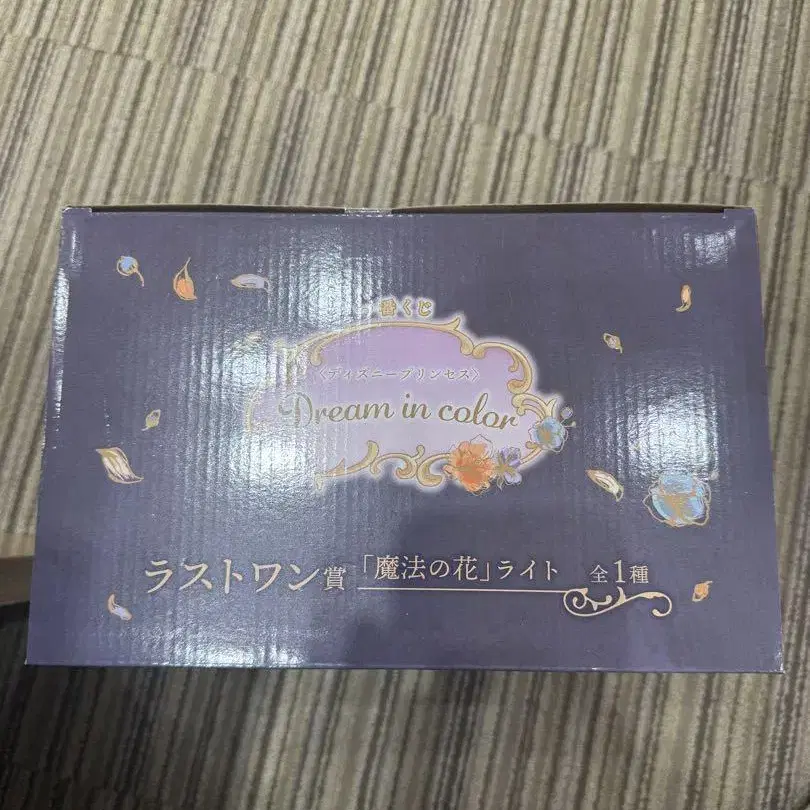 一番くじ
〈ディズニープリンセス〉
Dream in color
ラストワン賞 「魔法の花」ライト 全1種